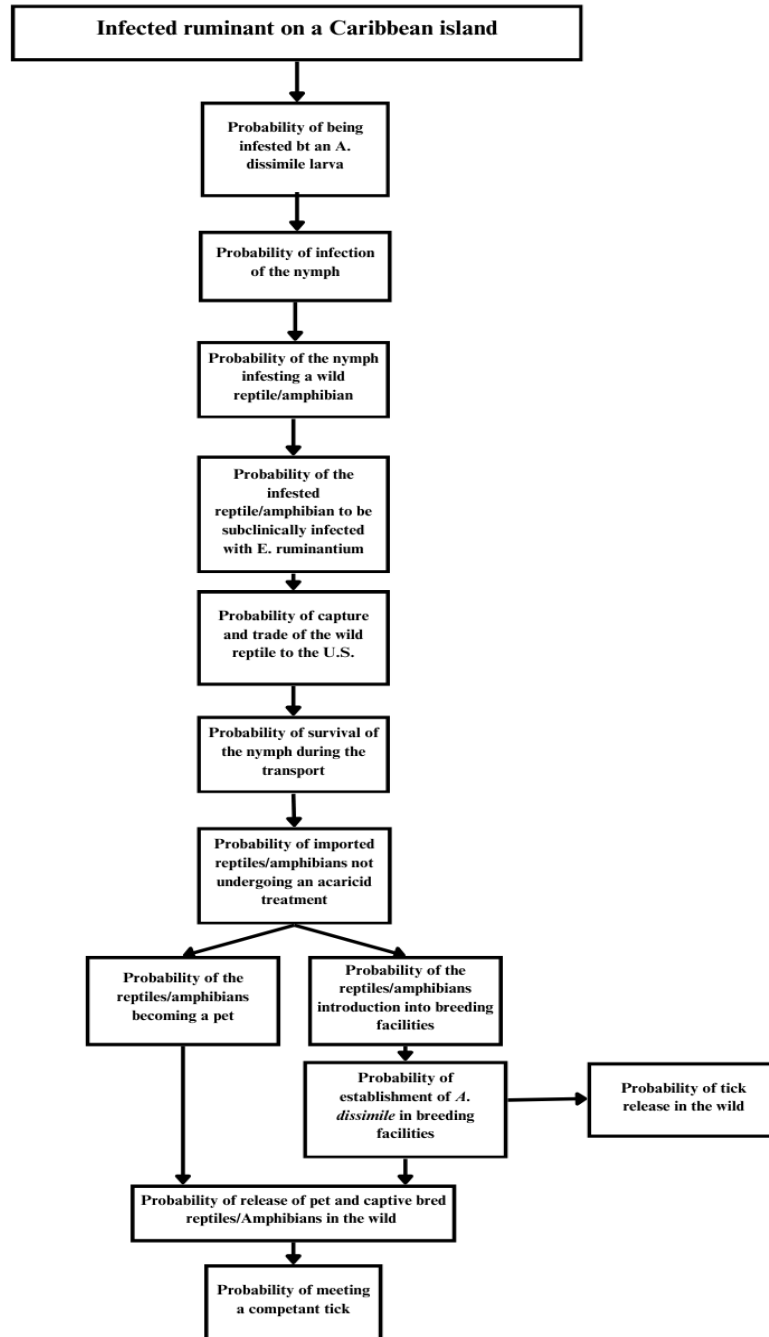 Infected ruminant on a Caribbean island
Probability of being
infested bt an A.
dissimile larva
Probability of infection
of the nymph
Probability of the nymph
infesting a wild
reptile/amphibian
Probability of the
infested
reptile/amphibian to be
subclinically infected
with E. ruminantium
Probability of capture
and trade of the wild
reptile to the U.S.
Probability of survival of
the nymph during the
transport
Probability of imported
reptiles/amphibians not
undergoing an acaricid
treatment
Probability of the
reptiles/amphibians
becoming a pet
Probability of the
reptiles/amphibians
introduction into breeding
facilities
Probability of
establishment of A.
dissimile in breeding
facilities
Probability of tick
release in the wild
Probability of release of pet and captive bred
reptiles/Amphibians in the wild
Probability of meeting
a competant tick